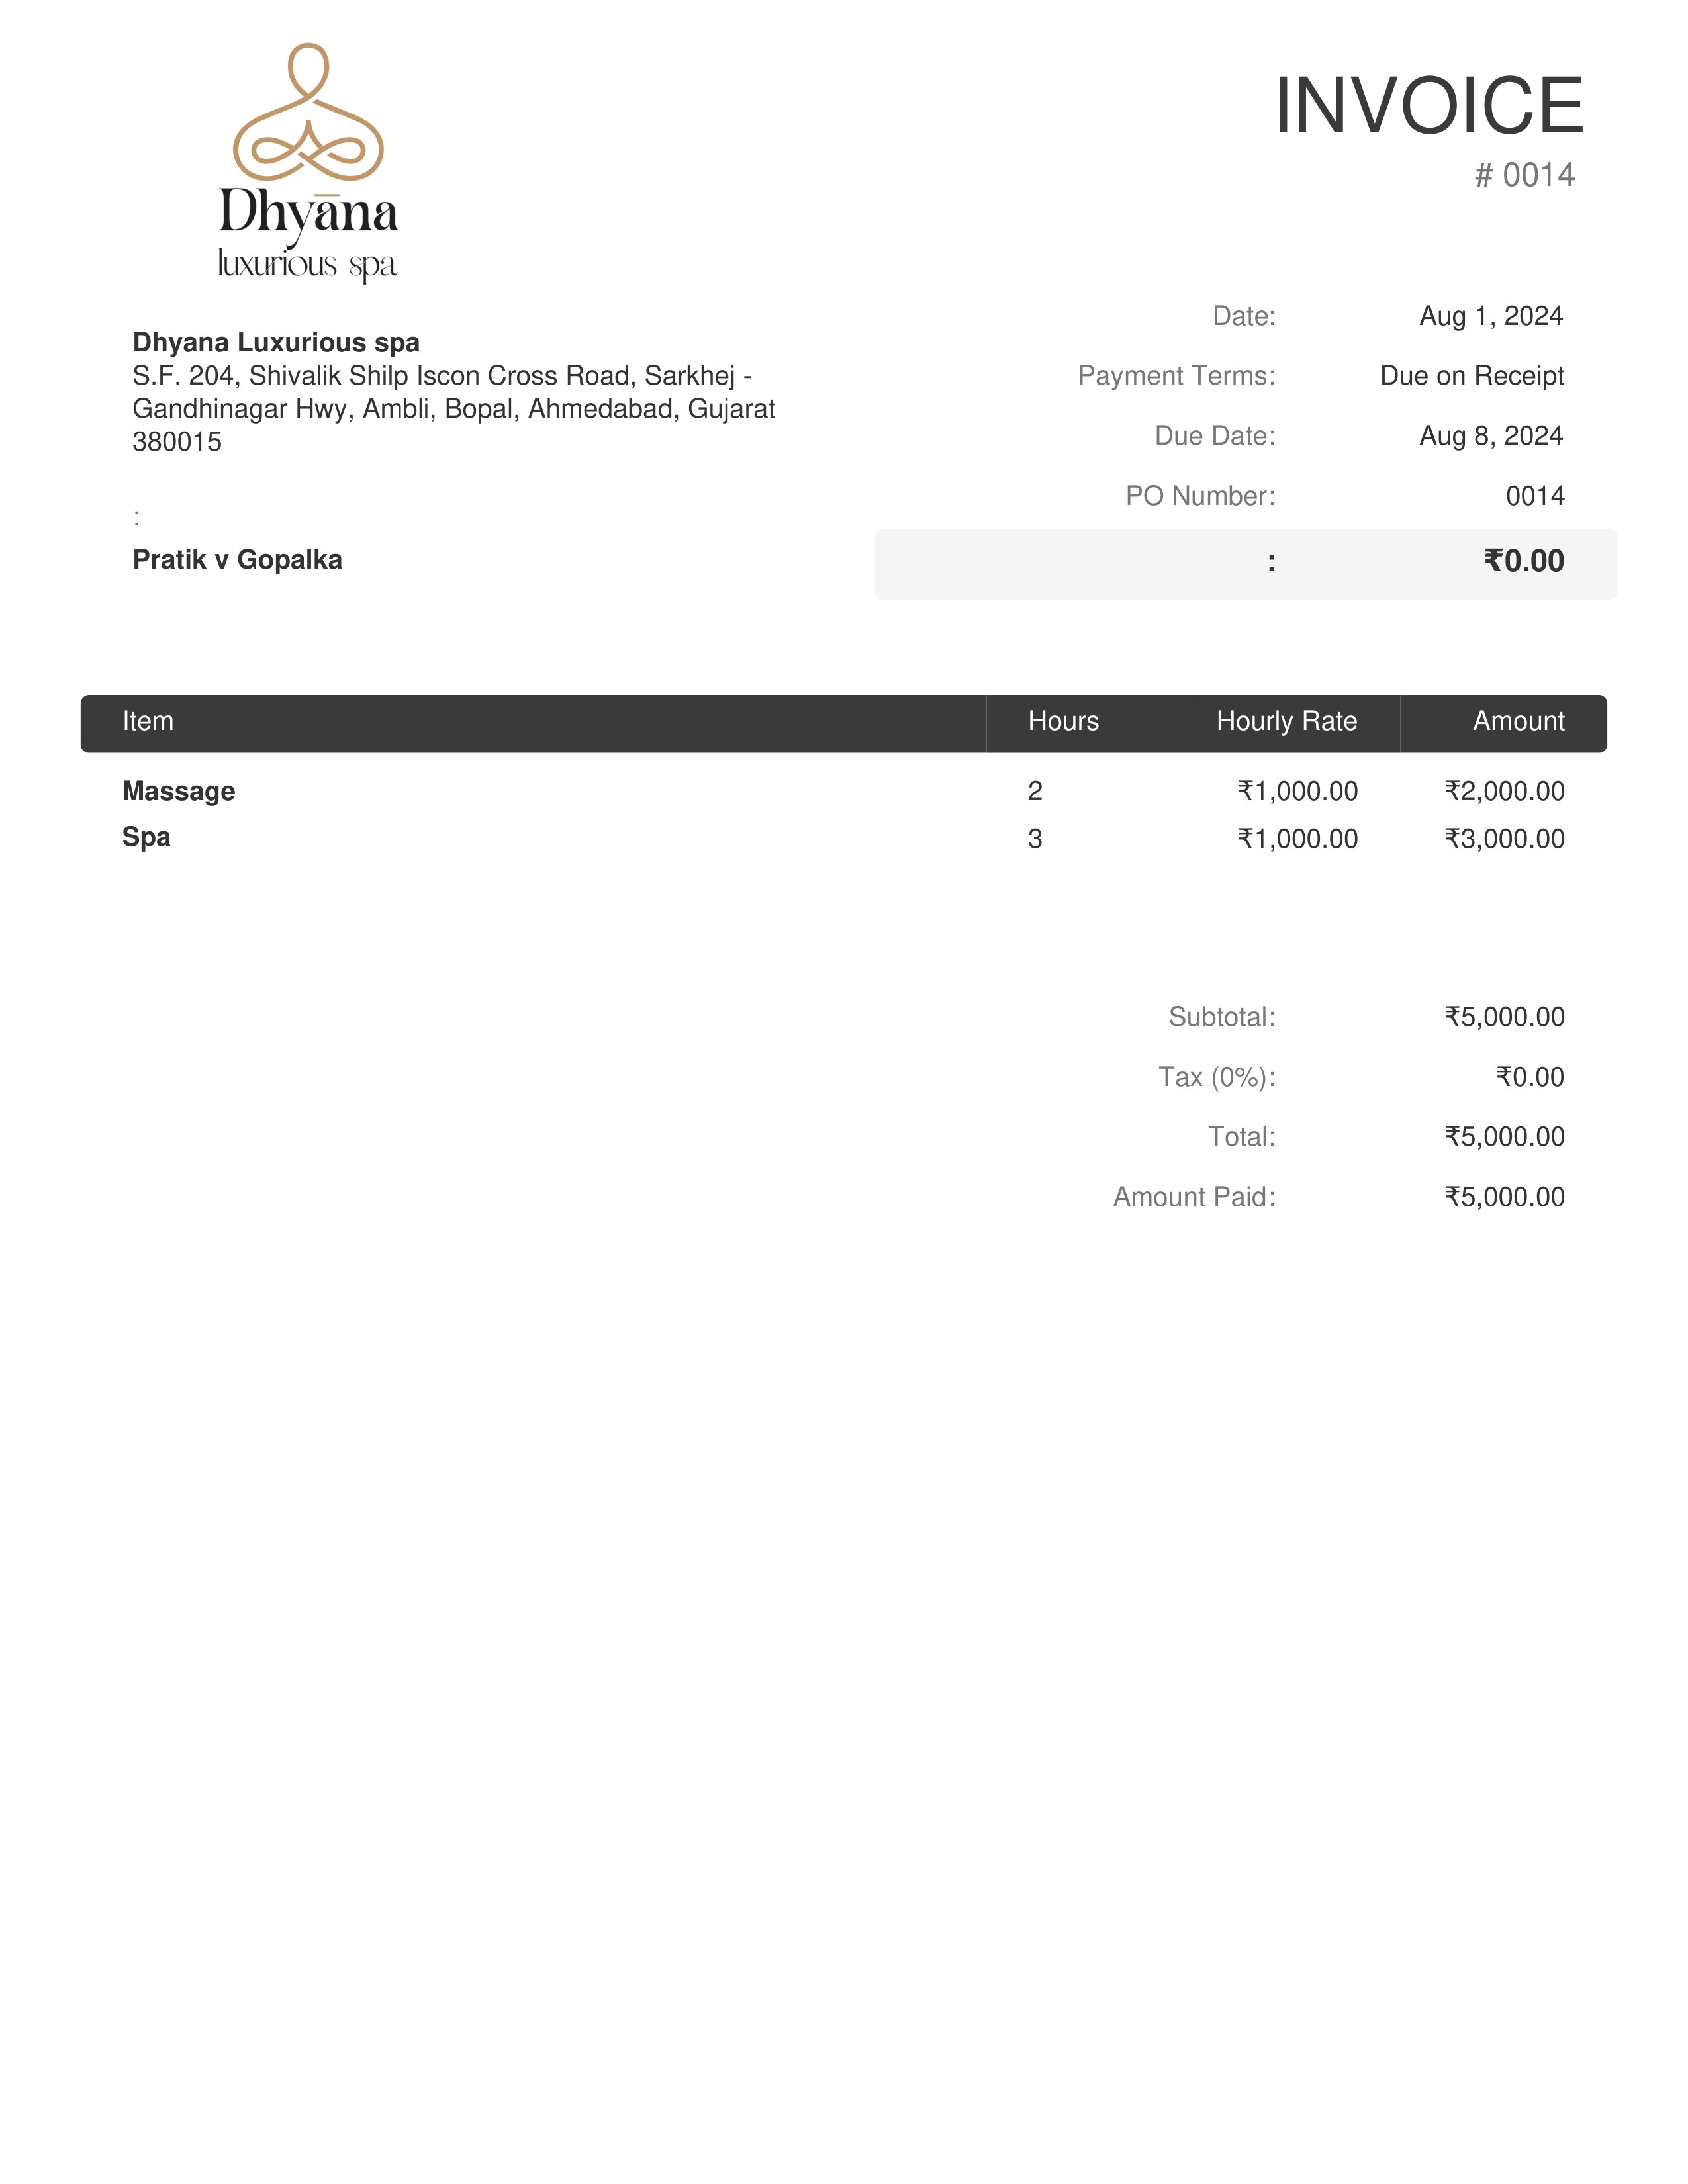 Dhyāna
luxurious spa
INVOICE
# 0014
Dhyana Luxurious spa
S.F. 204, Shivalik Shilp Iscon Cross Road, Sarkhej -
Gandhinagar Hwy, Ambli, Bopal, Ahmedabad, Gujarat
380015
:
Pratik v Gopalka
Date: Aug 1, 2024
Payment Terms: Due on Receipt
Due Date: Aug 8, 2024
PO Number: 0014
: ₹0.00
Item Hours Hourly Rate Amount
Massage 2 ₹1,000.00 ₹2,000.00
Spa 3 ₹1,000.00 ₹3,000.00
Subtotal: ₹5,000.00
Tax (0%): ₹0.00
Total: ₹5,000.00
Amount Paid: ₹5,000.00